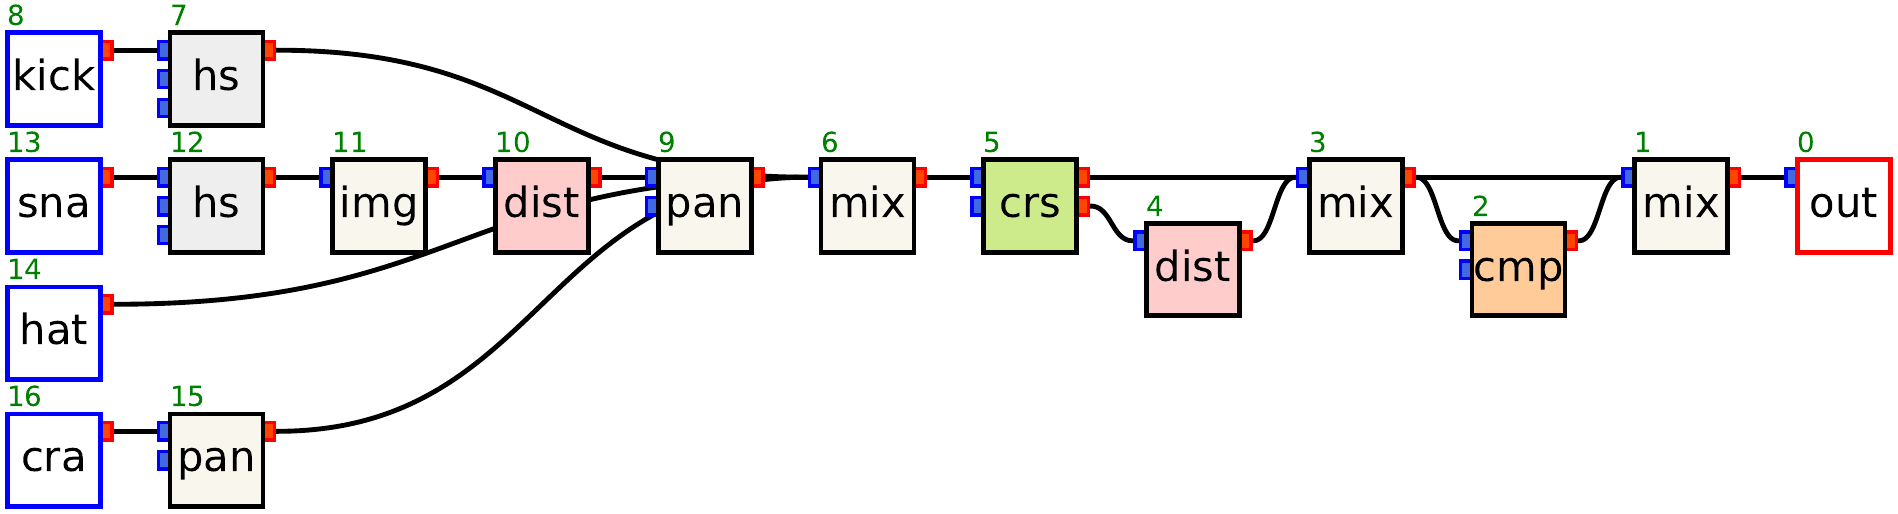 8 7
kick hs
13 12 11 10 9 6 5 3 1 0
sna hs img dist pan mix crs mix mix out
4 2
dist cmp
14
hat
16 15
cra pan